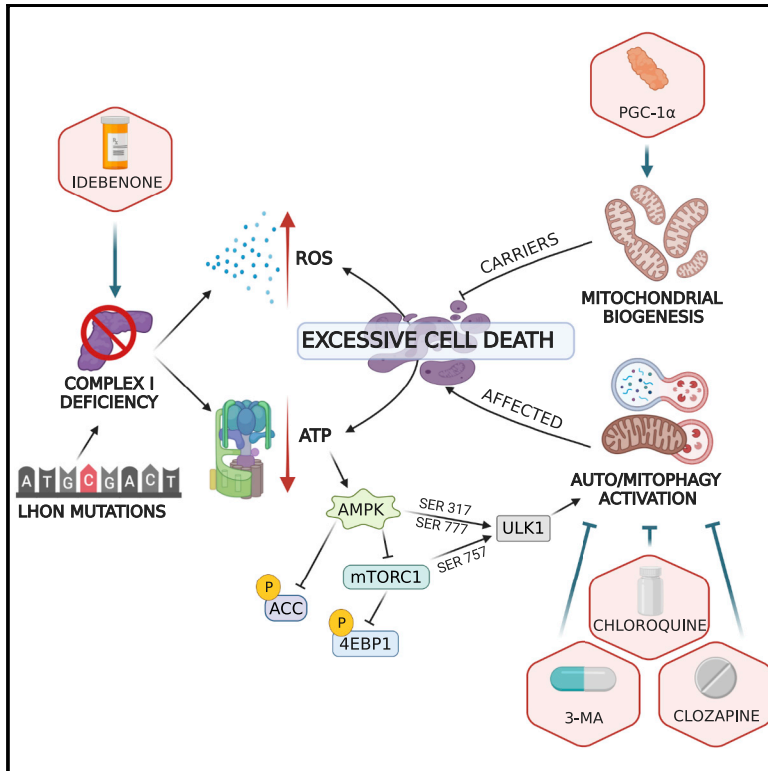 PGC-1α
IDEBENONE
ROS
CARRIERS
MITOCHONDRIAL
BIOGENESIS
EXCESSIVE CELL DEATH
COMPLEX I
DEFICIENCY
AFFECTED
ATP
ATGCGACT
LHON MUTATIONS
AUTO/MITOPHAGY
ACTIVATION
AMPK
SER 317
SER 777
ULK1
mTORC1
SER 757
P
ACC
P
4EBP1
CHLOROQUINE
3-MA
CLOZAPINE